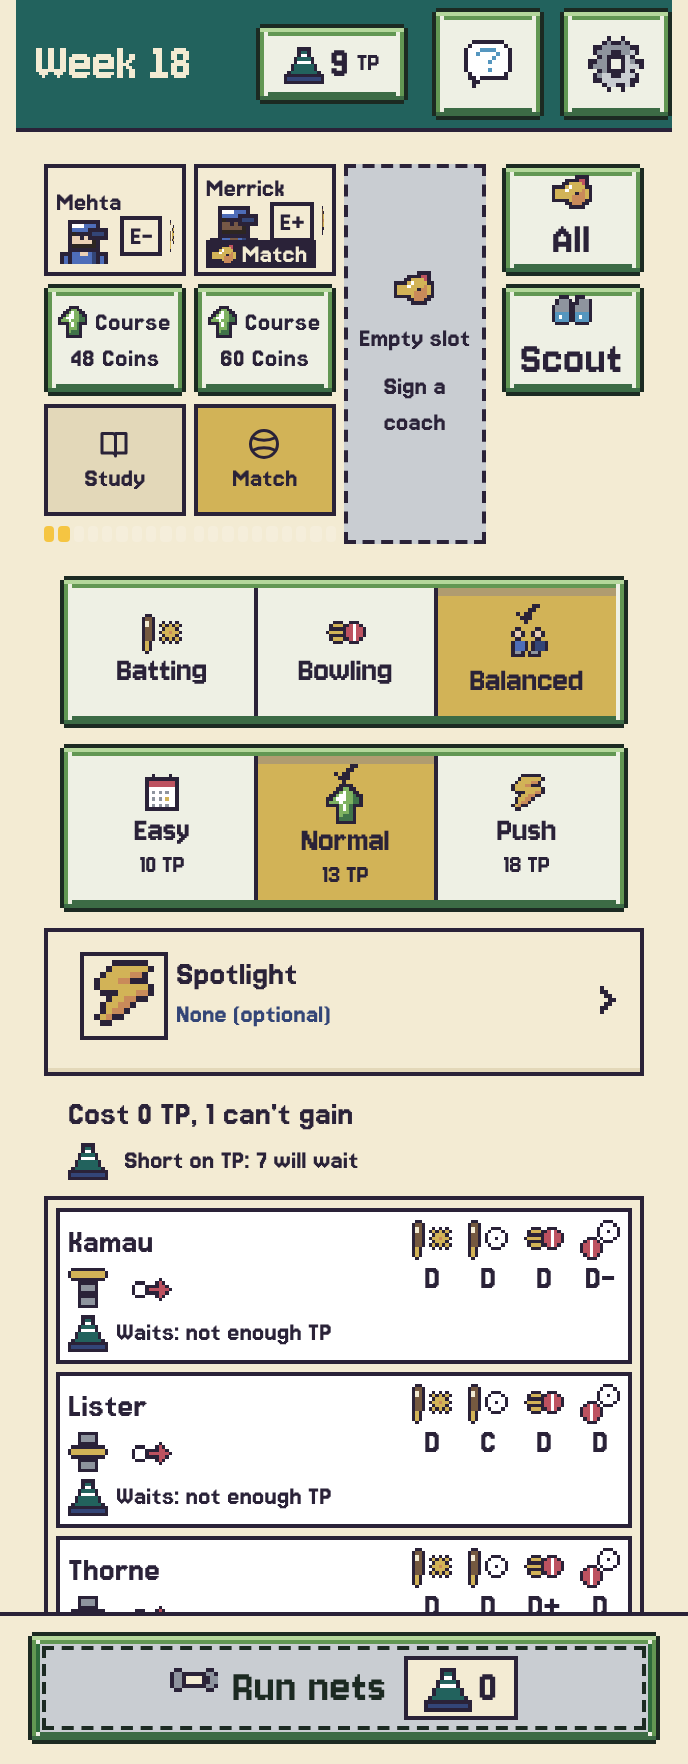 Week 18
9 TP
?
Mehta
E-
Merrick
E+
Match
All
Course
48 Coins
Course
60 Coins
Empty slot
Sign a
coach
Scout
Study
Match
Batting
Bowling
Balanced
Easy
10 TP
Normal
13 TP
Push
18 TP
Spotlight
None (optional)
Cost 0 TP, 1 can't gain
Short on TP: 7 will wait
Kamau
D D D D-
Waits: not enough TP
Lister
D C D D
Waits: not enough TP
Thorne
D D D+ D
Run nets 0